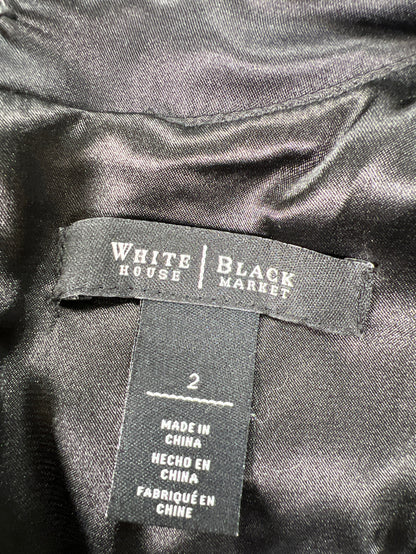 WHITE | BLACK
HOUSE | MARKET
2
MADE IN
CHINA
HECHO EN
CHINA
FABRIQUÉ EN
CHINE